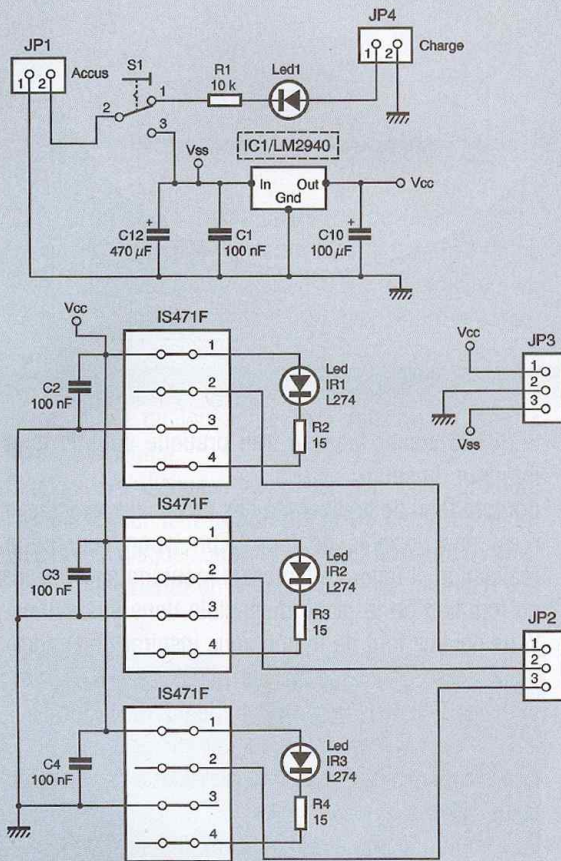 JP1
1 2
Accus
S1
1
2
3
R1
10 k
Led1
JP4
1 2
Charge
Vss
IC1/LM2940
In Out
Gnd
Vcc
C12
470 µF
+
C1
100 nF
C10
100 µF
+
Vcc
C2
100 nF
IS471F
1
2
3
4
Led
IR1
L274
R2
15
Vcc
Vss
JP3
1
2
3
C3
100 nF
IS471F
1
2
3
4
Led
IR2
L274
R3
15
JP2
1
2
3
C4
100 nF
IS471F
1
2
3
4
Led
IR3
L274
R4
15